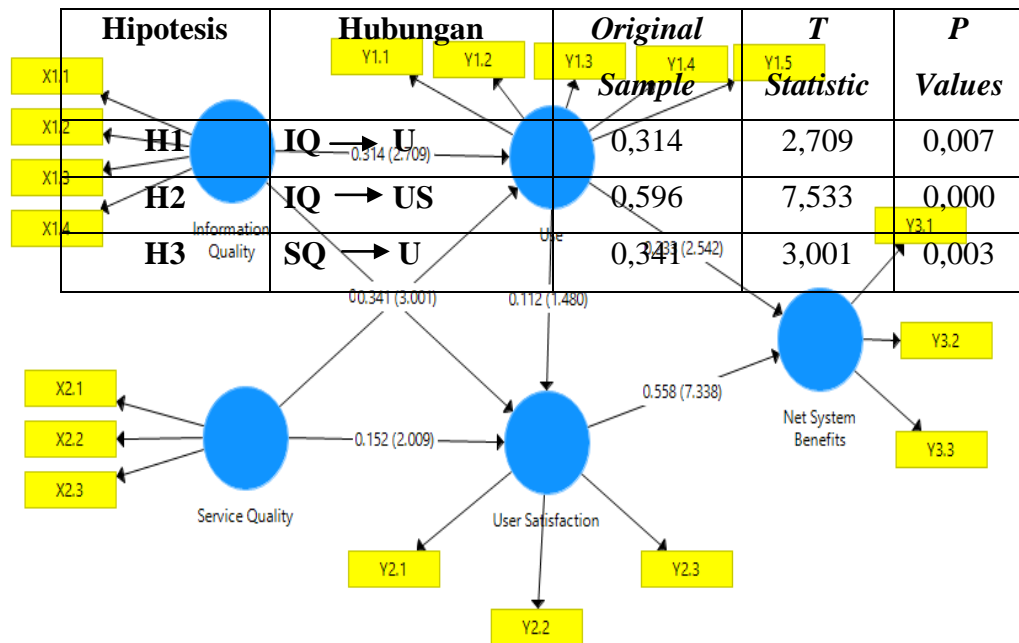 Hipotesis Hubungan Original Sample T Statistic P Values
H1 IQ → U 0,314 2,709 0,007
H2 IQ → US 0,596 7,533 0,000
H3 SQ → U 0,341 3,001 0,003
X1.1
X1.2
X1.3
X1.4
Information
Quality
Y1.1
Y1.2
Y1.3
Y1.4
Y1.5
Use
0.314 (2.709)
0.341 (3.001)
0.112 (1.480)
(2.542)
Y3.1
Y3.2
Y3.3
Net System
Benefits
0.558 (7.338)
X2.1
X2.2
X2.3
Service Quality
0.152 (2.009)
User Satisfaction
Y2.1
Y2.2
Y2.3